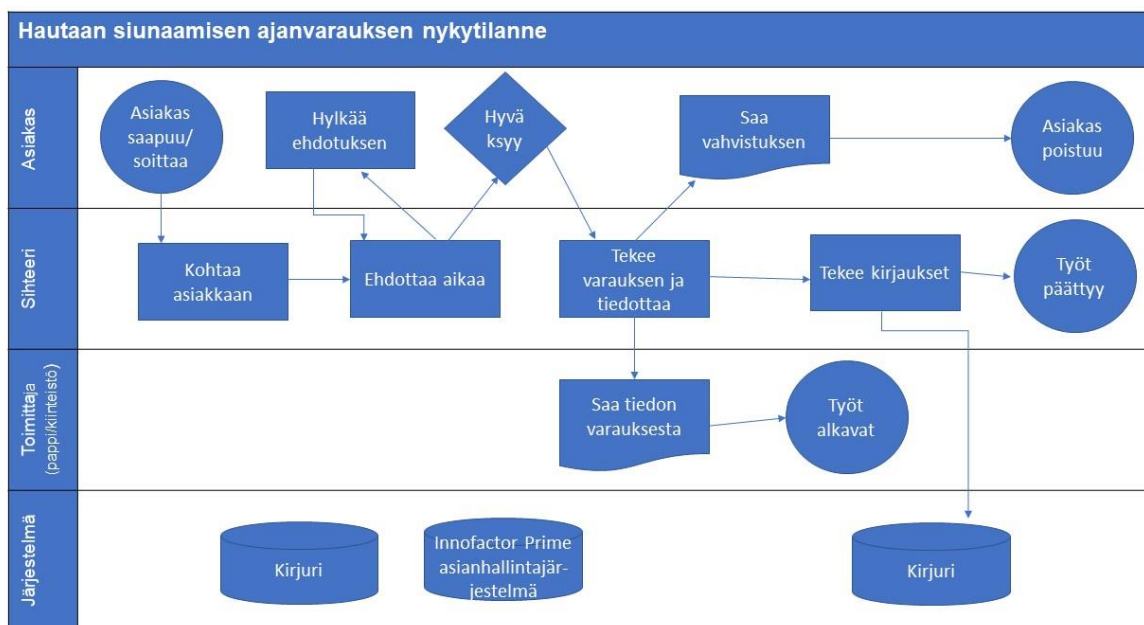 Hautaan siunaamisen ajanvarauksen nykytilanne
Asiakas
Asiakas
saapuu/
soittaa
Hylkää
ehdotuksen
Hyvä
ksyy
Saa
vahvistuksen
Asiakas
poistuu
Sihteeri
Kohtaa
asiakkaan
Ehdottaa aikaa
Tekee
varauksen ja
tiedottaa
Tekee kirjaukset
Työt
päättyy
Toimittaja
(pappi/kiinteistö)
Saa tiedon
varauksesta
Työt
alkavat
Järjestelmä
Kirjuri
Innofactor Prime
asianhallintajär-
jestelmä
Kirjuri